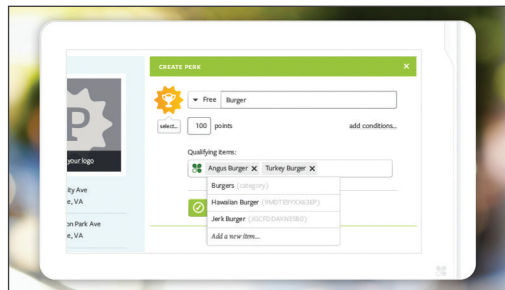 CREATE PERK ×
P
your logo
ity Ave
e, VA
on Park Ave
e, VA
Free Burger
select...
100 points add conditions...
Qualifying items:
Angus Burger × Turkey Burger ×
Burgers (category)
Hawaiian Burger
Jerk Burger
Add a new item...